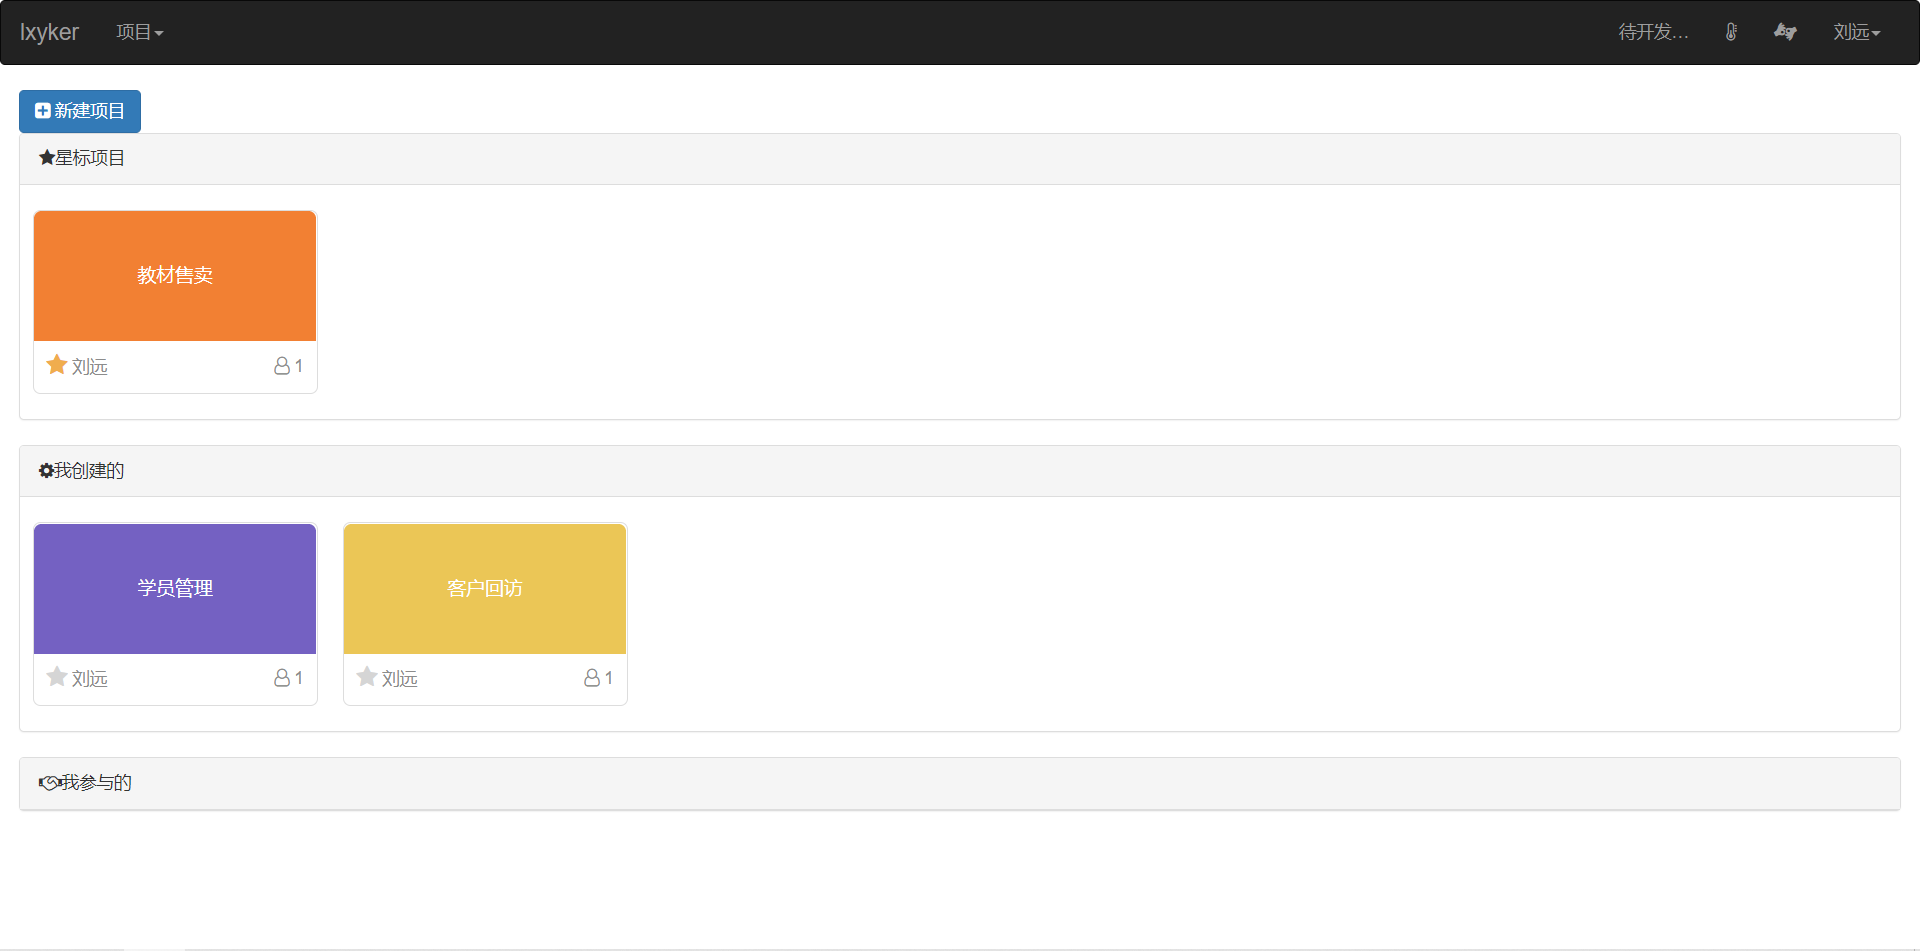 lxyker 项目 待开发... 刘远
新建项目
星标项目
教材售卖
刘远 1
我创建的
学员管理 客户回访
刘远 1 刘远 1
我参与的